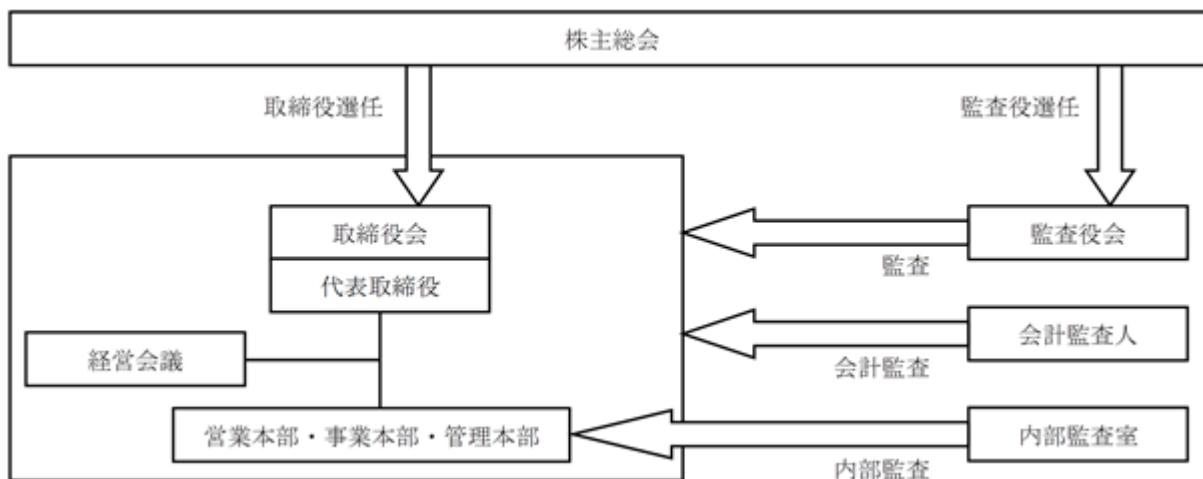 株主総会
取締役選任
監査役選任
取締役会
監査役会
監査
代表取締役
会計監査人
経営会議
会計監査
営業本部・事業本部・管理本部
内部監査室
内部監査